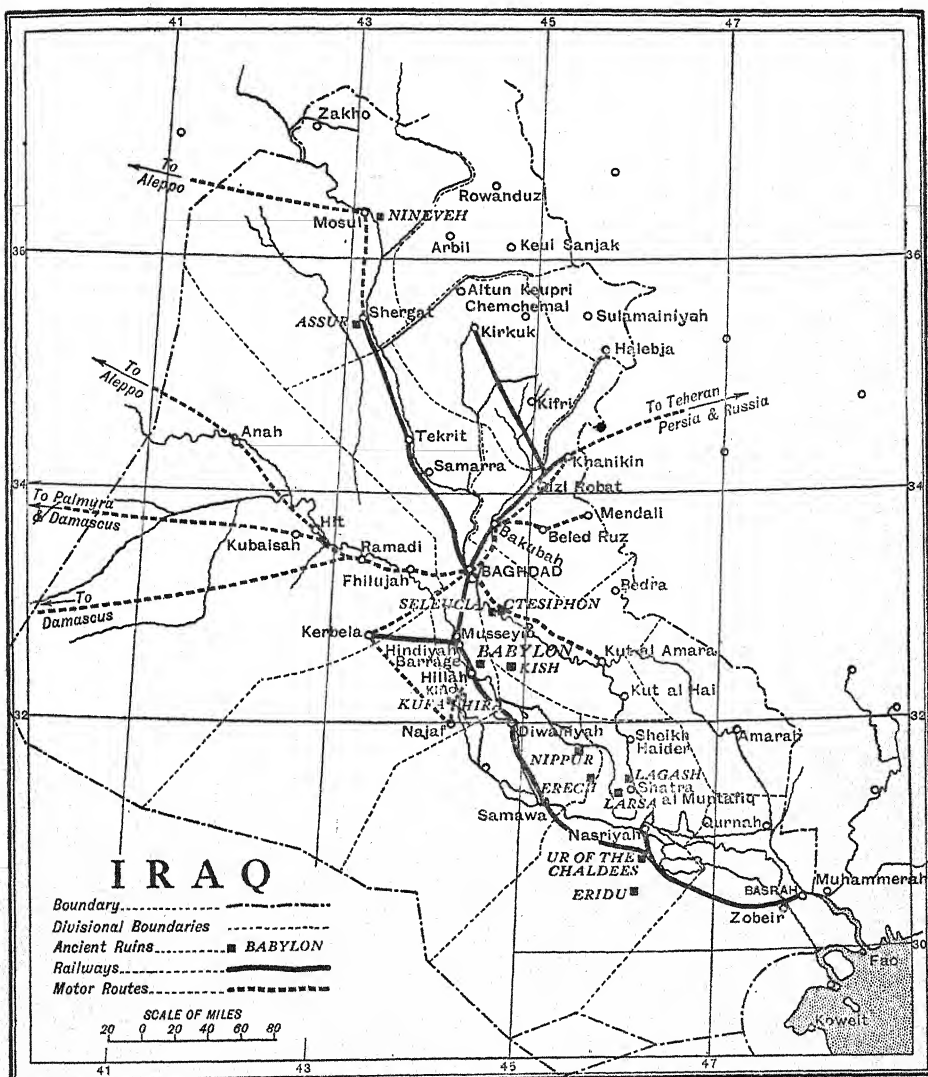 41 43 45 47
Zakho
To
Aleppo
Rowanduz
Mosul
NINEVEH
Arbil
Keui Sanjak
36 36
Altun Keupri
Chemchemal
Shergat
ASSUR
Kirkuk
Sulamainiyah
Halebja
To
Aleppo
Kifri
To Teheran
Persia & Russia
Anah
Tekrit
Samarra
Khanikin
34 34
To Palmyra
& Damascus
Hit
Mendali
Kubaisah
Bakubah
Beled Ruz
Ramadi
Fhilujah
BAGHDAD
Bedra
To
Damascus
SELEUCIA
CTESIPHON
Kerbela
Musseyib
Hindiyah
Barrage
BABYLON
KISH
Kut al Amara
Hillah
Kut al Hai
KUFA
HIRA
32 32
Najaf
Diwaniyah
Sheikh
Haider
Amarah
NIPPUR
ERECH
LAGASH
Shatra
LARSA
al Muntafiq
Samawa
Nasriyah
Qurnah
UR OF THE
CHALDEES
ERIDU
BASRAH
Muhammerah
Zobeir
30
Fao
Koweit
IRAQ
Boundary
Divisional Boundaries
Ancient Ruins BABYLON
Railways
Motor Routes
SCALE OF MILES
20 0 20 40 60 80
41 43 45 47